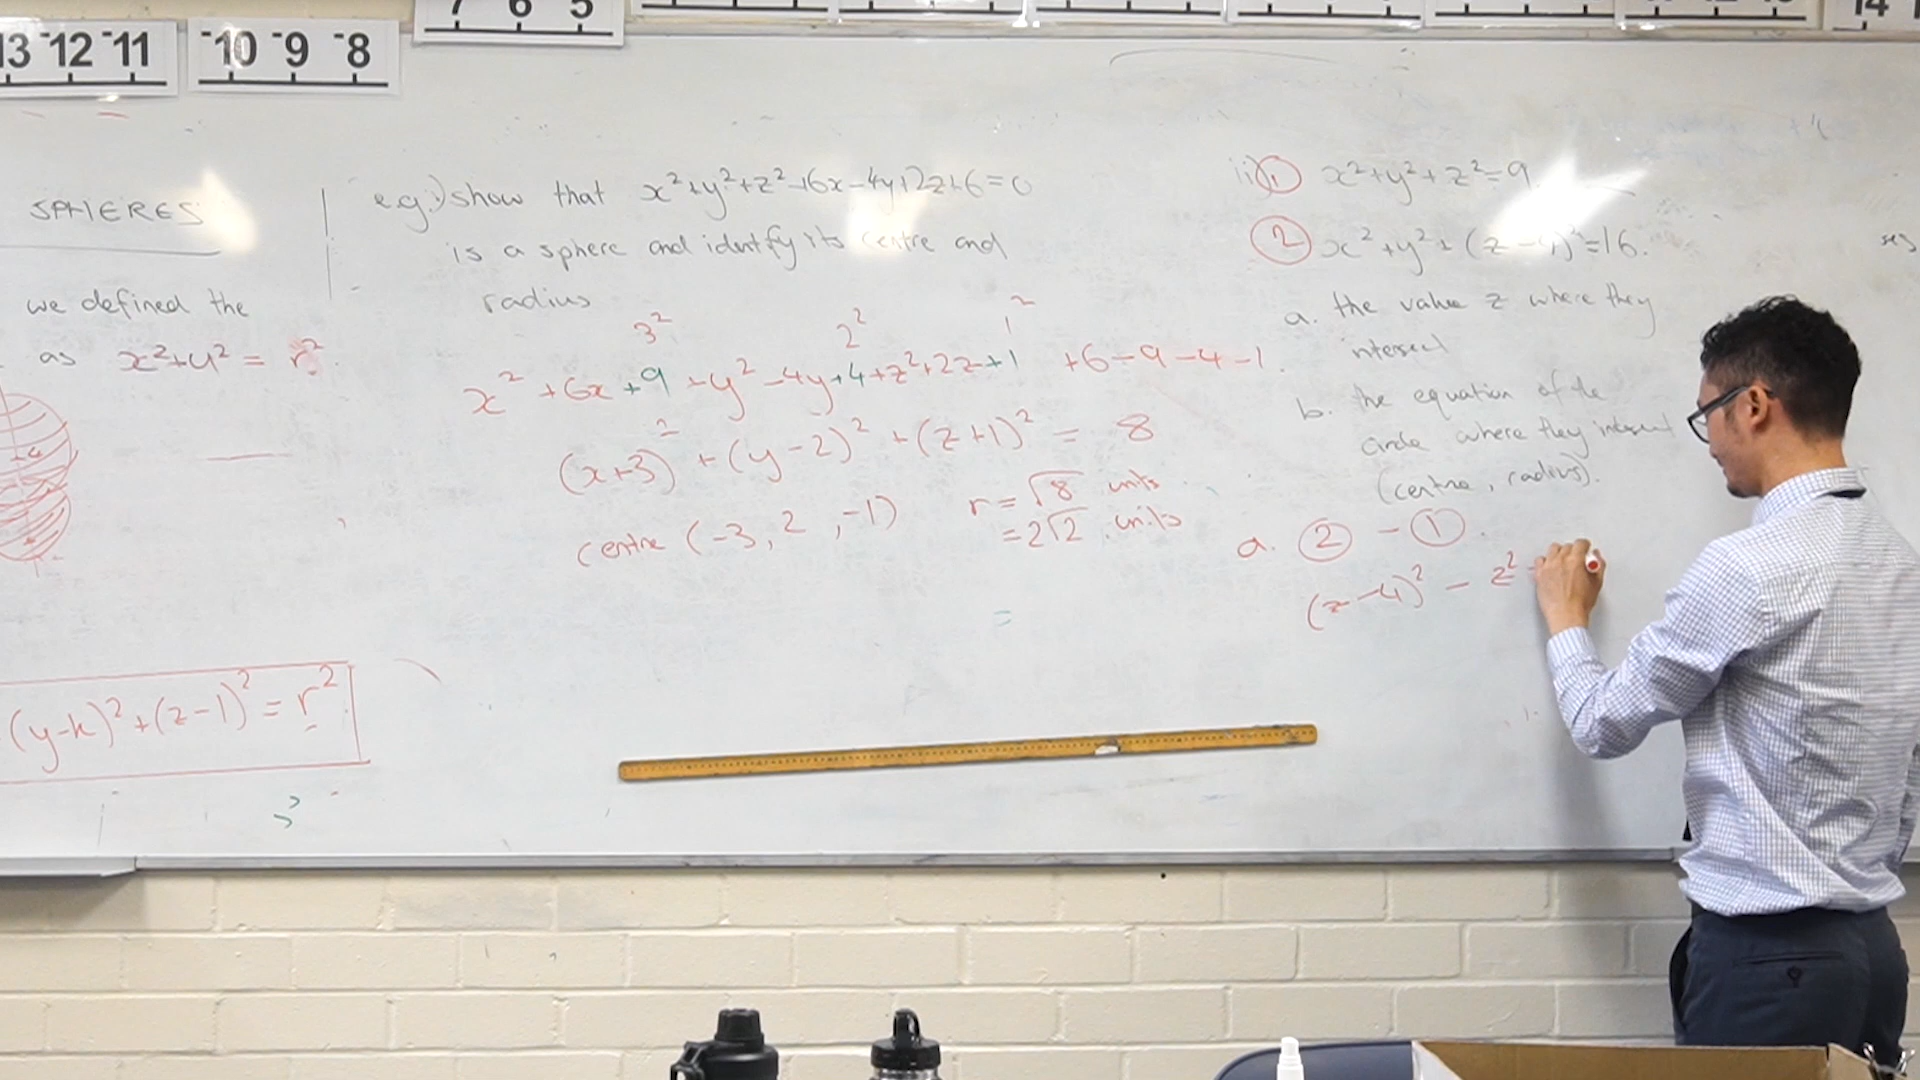 13 -12 -11
-10 -9 -8
7 6 5
14
SPHERES
we defined the
as x²+y² = r².
(y-k)²+(z-1)² = r²
e.g. i) show that x²+y²+z²+6x-4y+2z+6=0
is a sphere and identify its centre and
radius
3² 2² 1²
x² +6x +9 +y² -4y+4+z²+2z+1 +6-9-4-1.
(x+3)² + (y-2)² +(z+1)² = 8
centre (-3, 2, -1) r = √8 units
= 2√2 units
=
ii) ① x²+y²+z²=9
② x²+y²+(z-4)²=16.
a. the value z where they
intersect
b. the equation of the
circle where they intersect
(centre, radius).
a. ② - ①.
(z-4)² - z²